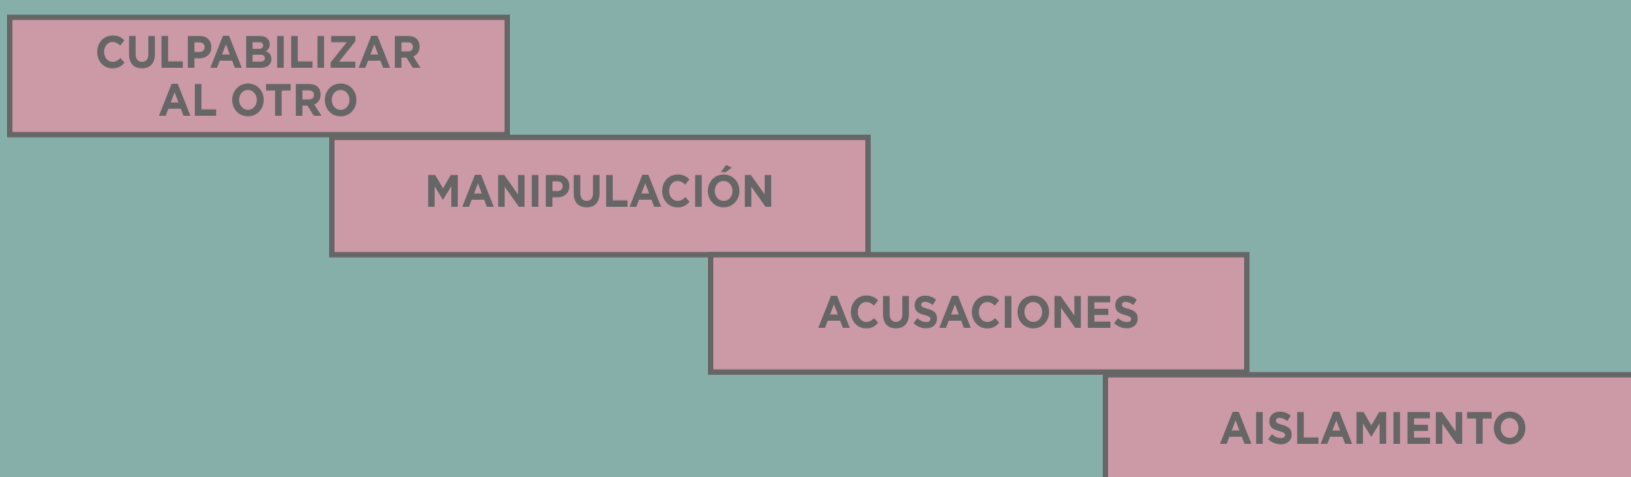 CULPABILIZAR
AL OTRO
MANIPULACIÓN
ACUSACIONES
AISLAMIENTO